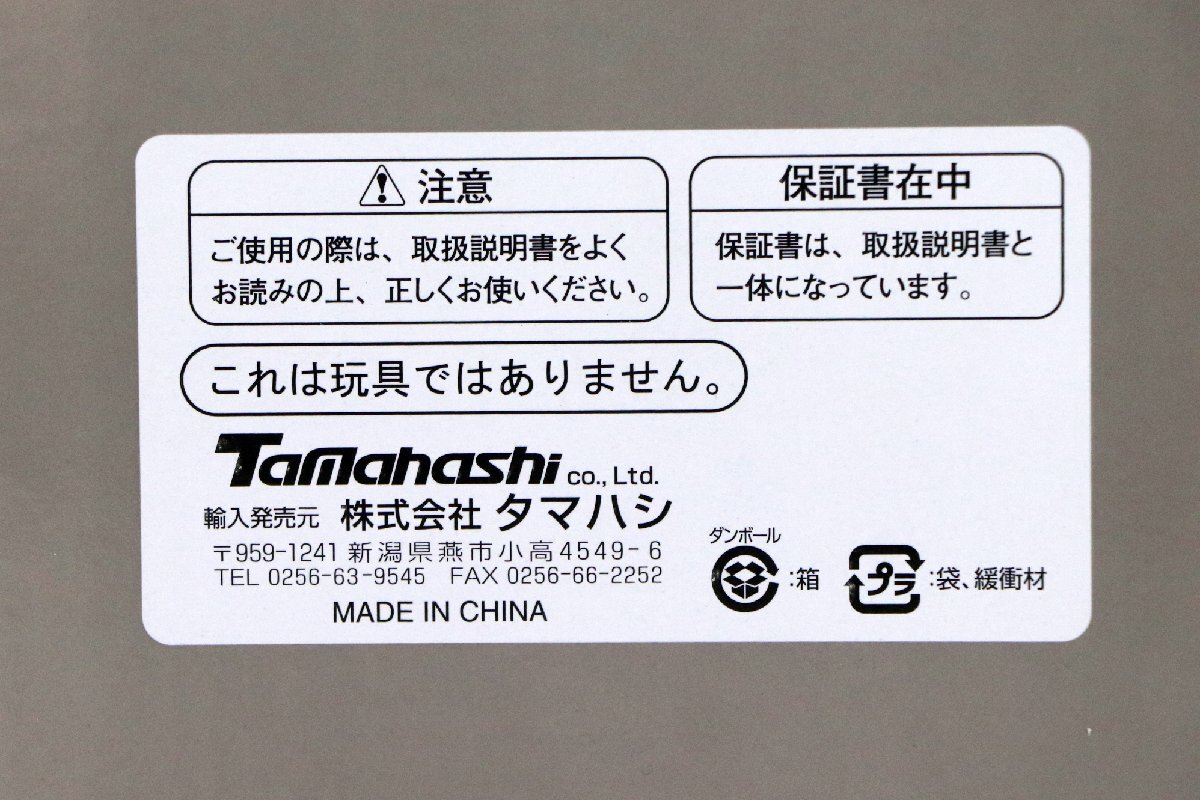 注意
ご使用の際は、取扱説明書をよく
お読みの上、正しくお使いください。
保証書在中
保証書は、取扱説明書と
一体になっています。
これは玩具ではありません。
Tamahashi co., Ltd.
輸入発売元 株式会社 タマハシ
〒959-1241 新潟県燕市小高4549-6
TEL 0256-63-9545 FAX 0256-66-2252
MADE IN CHINA
ダンボール
:箱
プラ :袋、緩衝材